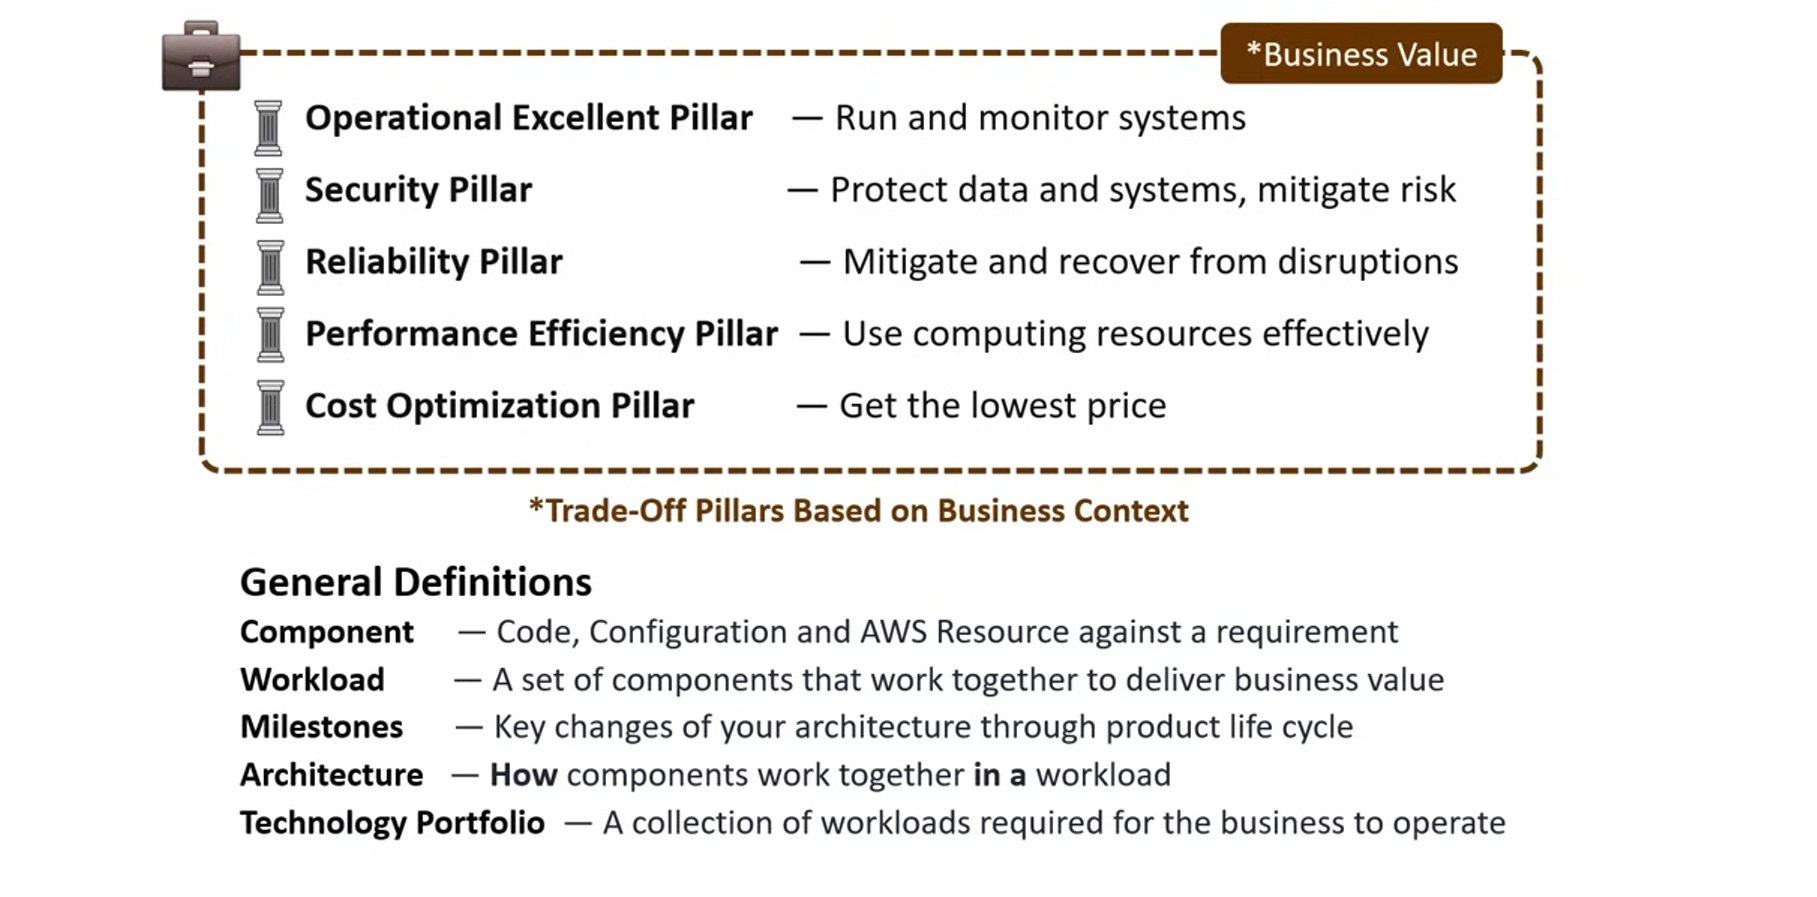 *Business Value
Operational Excellent Pillar — Run and monitor systems
Security Pillar — Protect data and systems, mitigate risk
Reliability Pillar — Mitigate and recover from disruptions
Performance Efficiency Pillar — Use computing resources effectively
Cost Optimization Pillar — Get the lowest price
*Trade-Off Pillars Based on Business Context
General Definitions
Component — Code, Configuration and AWS Resource against a requirement
Workload — A set of components that work together to deliver business value
Milestones — Key changes of your architecture through product life cycle
Architecture — How components work together in a workload
Technology Portfolio — A collection of workloads required for the business to operate